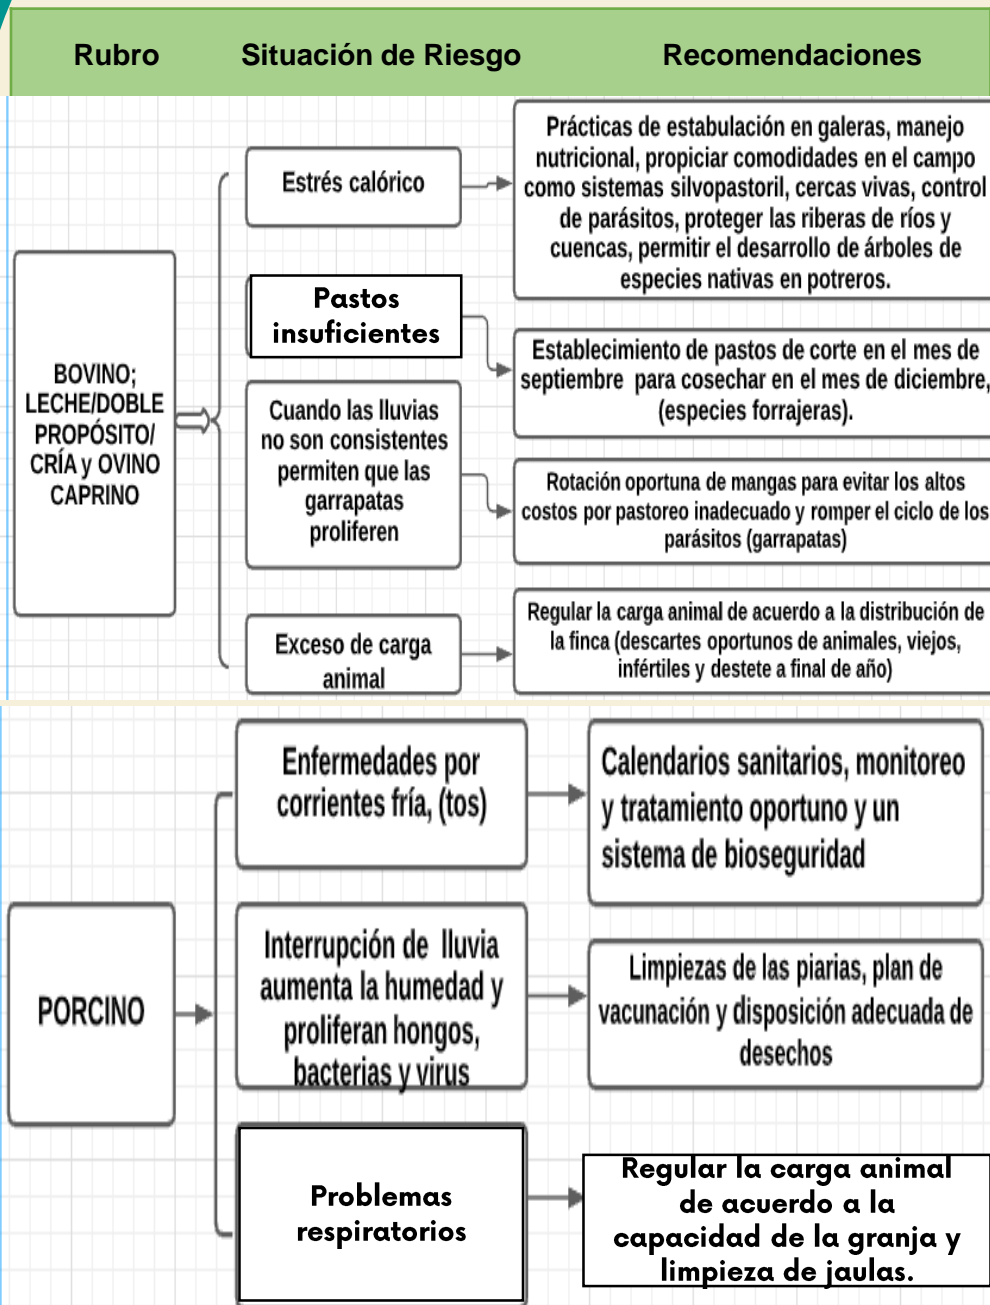 Rubro
Situación de Riesgo
Recomendaciones
BOVINO;
LECHE/DOBLE
PROPÓSITO/
CRÍA y OVINO
CAPRINO
Estrés calórico
Prácticas de estabulación en galeras, manejo
nutricional, propiciar comodidades en el campo
como sistemas silvopastoril, cercas vivas, control
de parásitos, proteger las riberas de ríos y
cuencas, permitir el desarrollo de árboles de
especies nativas en potreros.
Pastos
insuficientes
Establecimiento de pastos de corte en el mes de
septiembre para cosechar en el mes de diciembre,
(especies forrajeras).
Cuando las lluvias
no son consistentes
permiten que las
garrapatas
proliferen
Rotación oportuna de mangas para evitar los altos
costos por pastoreo inadecuado y romper el ciclo de los
parásitos (garrapatas)
Exceso de carga
animal
Regular la carga animal de acuerdo a la distribución de
la finca (descartes oportunos de animales, viejos,
infértiles y destete a final de año)
PORCINO
Enfermedades por
corrientes fría, (tos)
Calendarios sanitarios, monitoreo
y tratamiento oportuno y un
sistema de bioseguridad
Interrupción de lluvia
aumenta la humedad y
proliferan hongos,
bacterias y virus
Limpiezas de las piarias, plan de
vacunación y disposición adecuada de
desechos
Problemas
respiratorios
Regular la carga animal
de acuerdo a la
capacidad de la granja y
limpieza de jaulas.